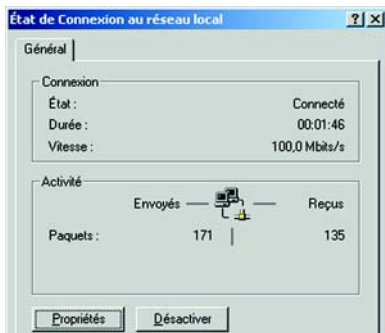 État de Connexion au réseau local
Général
Connexion
État : Connecté
Durée : 00:01:46
Vitesse : 100,0 Mbits/s
Activité
Envoyés Reçus
Paquets : 171 135
Propriétés Désactiver